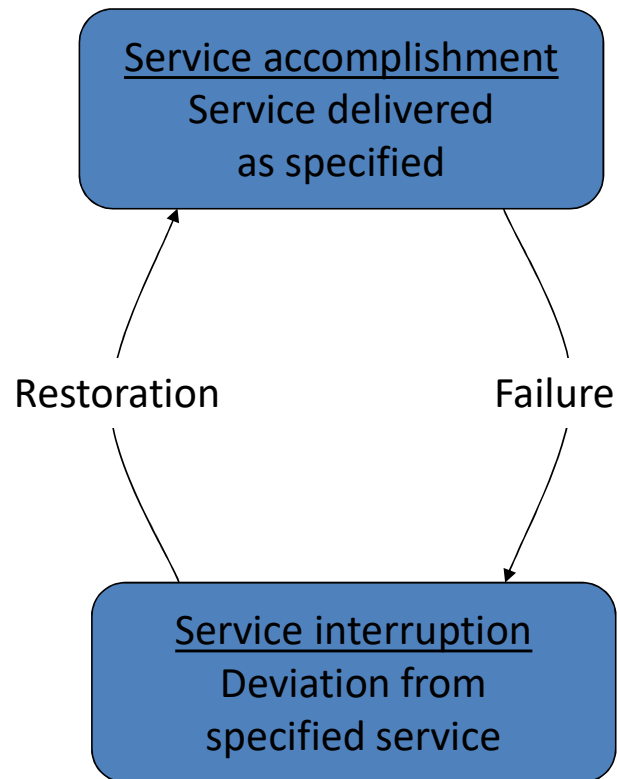 Service accomplishment
Service delivered
as specified
Restoration
Failure
Service interruption
Deviation from
specified service